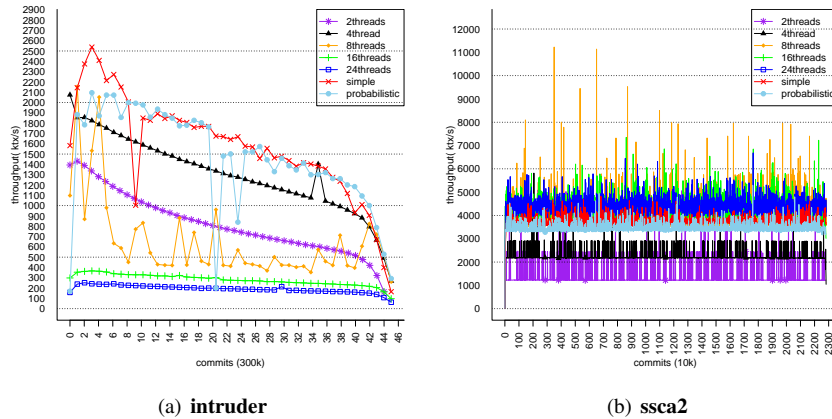 2900
2800
2700
2600
2500
2400
2300
2200
2100
2000
1900
1800
1700
1600
1500
1400
1300
1200
1100
1000
900
800
700
600
500
400
300
200
100
0
throughput( ktx/s)
2threads
4thread
8threads
16threads
24threads
simple
probabilistic
0 2 4 6 8 10 12 14 16 18 20 22 24 26 28 30 32 34 36 38 40 42 44 46
commits (300k)
(a) intruder
12000
11000
10000
9000
8000
7000
6000
5000
4000
3000
2000
1000
0
throughput( ktx/s)
2threads
4thread
8threads
16threads
24threads
simple
probabilistic
0 100 200 300 400 500 600 700 800 900 1000 1100 1200 1300 1400 1500 1600 1700 1800 1900 2000 2100 2200 2300
commits (10k)
(b) ssca2